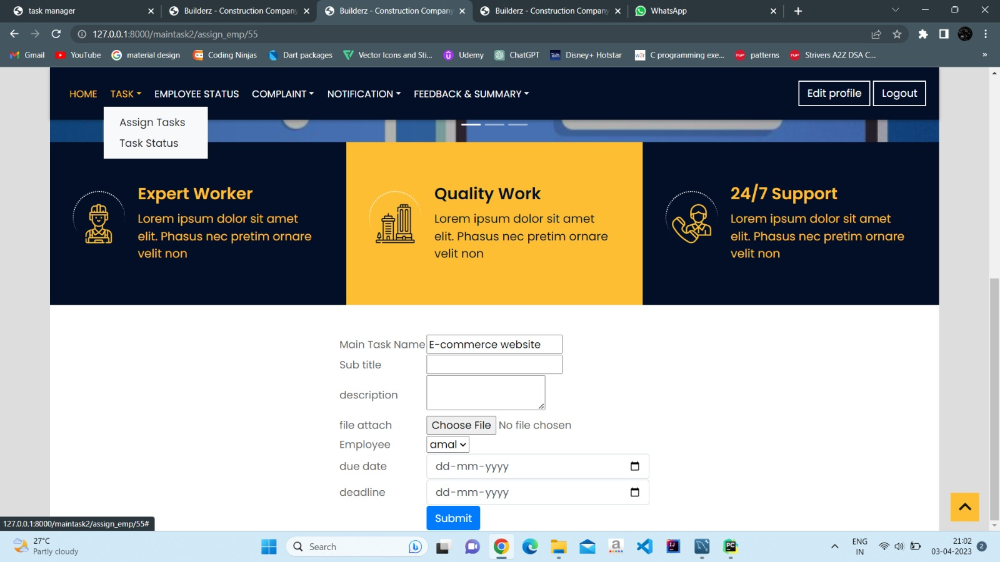 task manager
Builderz - Construction Company
Builderz - Construction Company
Builderz - Construction Company
WhatsApp
127.0.0.1:8000/maintask2/assign_emp/55
Gmail
YouTube
material design
Coding Ninjas
Dart packages
Vector Icons and Sti...
Udemy
ChatGPT
Disney+ Hotstar
C programming exe...
patterns
Strivers A2Z DSA C...
»
HOME
TASK
EMPLOYEE STATUS
COMPLAINT
NOTIFICATION
FEEDBACK & SUMMARY
Edit profile
Logout
Assign Tasks
Task Status
Expert Worker
Lorem ipsum dolor sit amet
elit. Phasus nec pretim ornare
velit non
Quality Work
Lorem ipsum dolor sit amet
elit. Phasus nec pretim ornare
velit non
24/7 Support
Lorem ipsum dolor sit amet
elit. Phasus nec pretim ornare
velit non
Main Task Name E-commerce website
Sub title
description
file attach Choose File No file chosen
Employee amal
due date dd-mm-yyyy
deadline dd-mm-yyyy
Submit
127.0.0.1:8000/maintask2/assign_emp/55#
27°C
Partly cloudy
Search
ENG
IN
21:02
03-04-2023
2